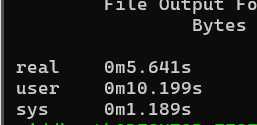 File Output Fo
Bytes
real 0m5.641s
user 0m10.199s
sys 0m1.189s